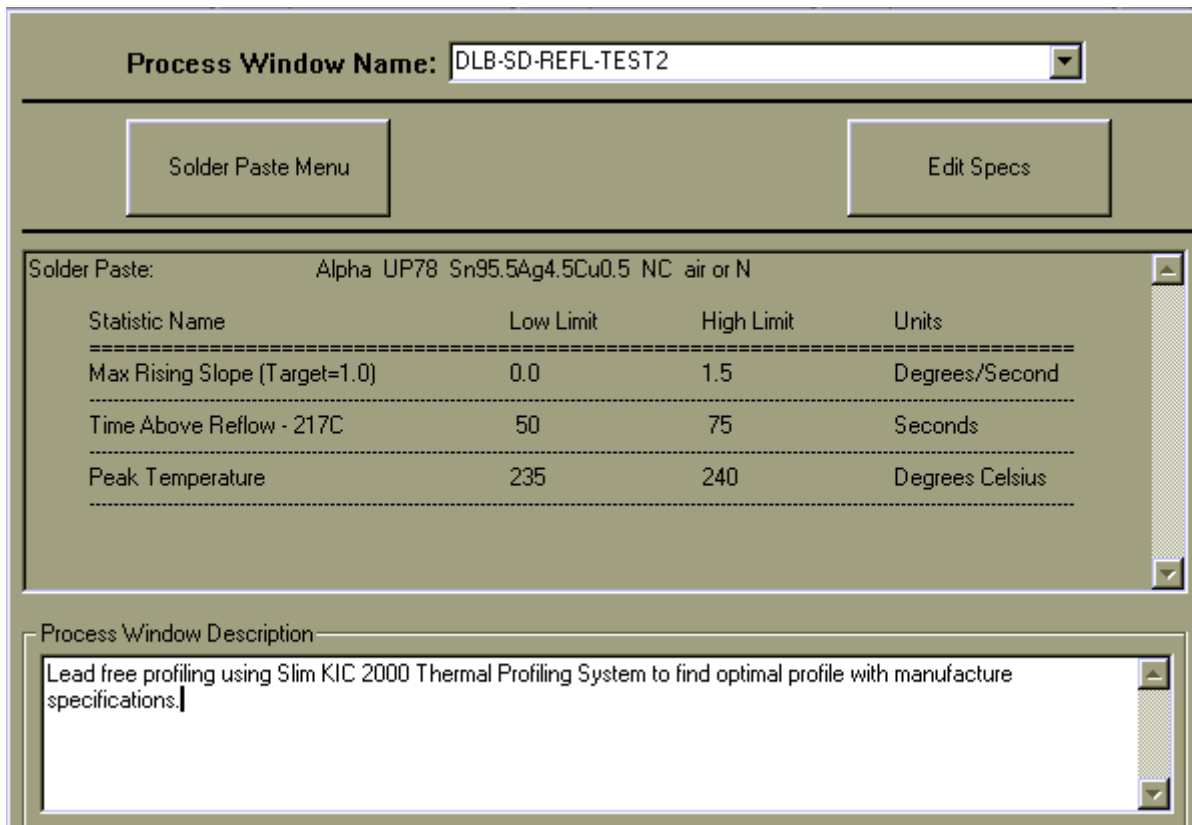 Process Window Name: DLB-SD-REFL-TEST2
Solder Paste Menu Edit Specs
Solder Paste: Alpha UP78 Sn95.5Ag4.5Cu0.5 NC air or N
Statistic Name Low Limit High Limit Units
Max Rising Slope (Target=1.0) 0.0 1.5 Degrees/Second
Time Above Reflow - 217C 50 75 Seconds
Peak Temperature 235 240 Degrees Celsius
Process Window Description
Lead free profiling using Slim KIC 2000 Thermal Profiling System to find optimal profile with manufacture
specifications.